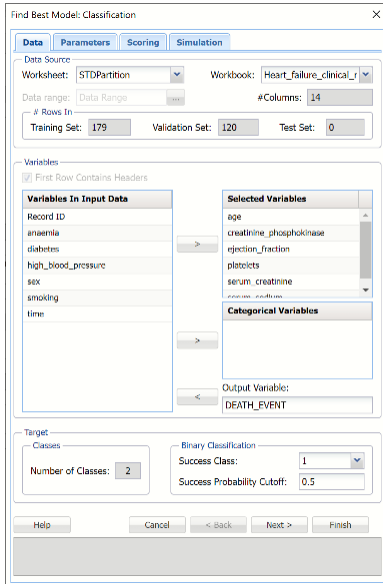 Find Best Model: Classification
Data Parameters Scoring Simulation
Data Source
Worksheet: STDPartition Workbook: Heart_failure_clinical_r
Data range: Data Range ... #Columns: 14
# Rows In
Training Set: 179 Validation Set: 120 Test Set: 0
Variables
First Row Contains Headers
Variables In Input Data
Record ID
anaemia
diabetes
high_blood_pressure
sex
smoking
time
>
Selected Variables
age
creatinine_phosphokinase
ejection_fraction
platelets
serum_creatinine
serum_sodium
Categorical Variables
>
<
Output Variable:
DEATH_EVENT
Target
Classes
Number of Classes: 2
Binary Classification
Success Class: 1
Success Probability Cutoff: 0.5
Help Cancel < Back Next > Finish